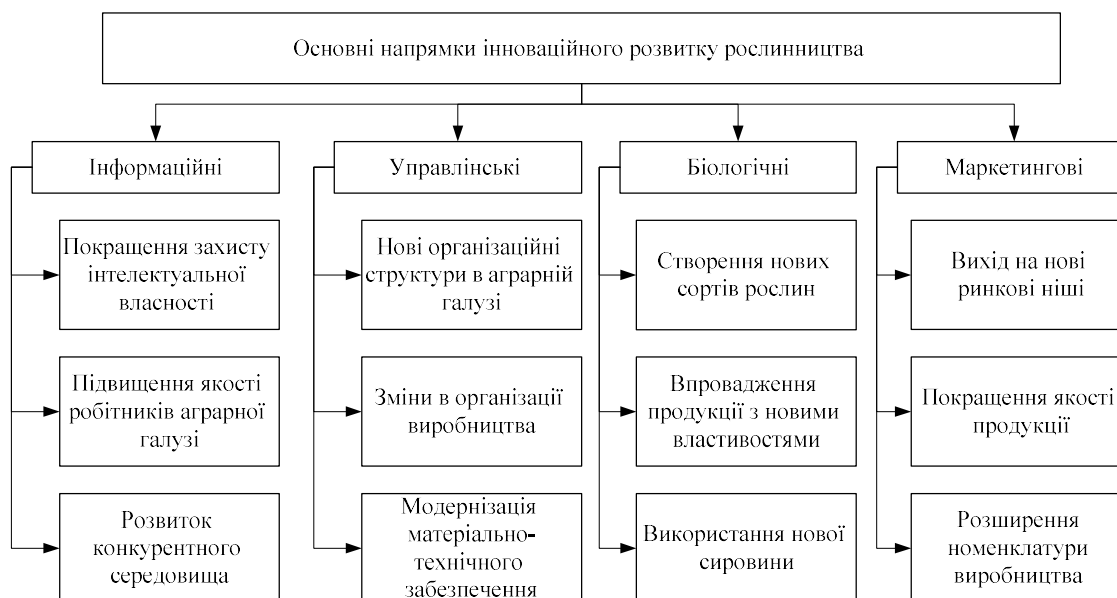 Основні напрямки інноваційного розвитку рослинництва
Інформаційні
Покращення захисту
інтелектуальної
власності
Підвищення якості
робітників аграрної
галузі
Розвиток
конкурентного
середовища
Управлінські
Нові організаційні
структури в аграрній
галузі
Зміни в організації
виробництва
Модернізація
матеріально-
технічного
забезпечення
Біологічні
Створення нових
сортів рослин
Впровадження
продукції з новими
властивостями
Використання нової
сировини
Маркетингові
Вихід на нові
ринкові ніші
Покращення якості
продукції
Розширення
номенклатури
виробництва